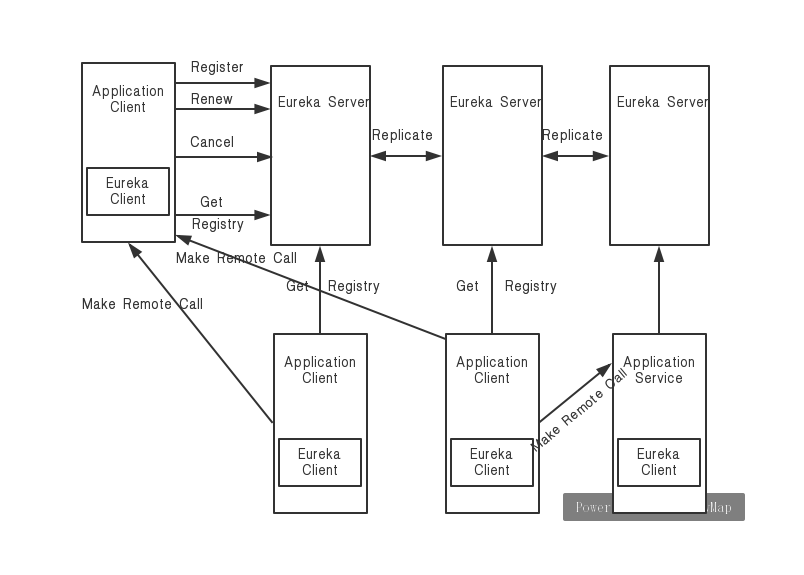 Register
Application
Client
Renew
Eureka Server
Eureka Server
Eureka Server
Replicate
Replicate
Cancel
Eureka
Client
Get
Registry
Make Remote Call
Get Registry
Get Registry
Make Remote Call
Application
Client
Application
Client
Application
Service
Make Remote Call
Eureka
Client
Eureka
Client
Eureka
Client
Power
Map